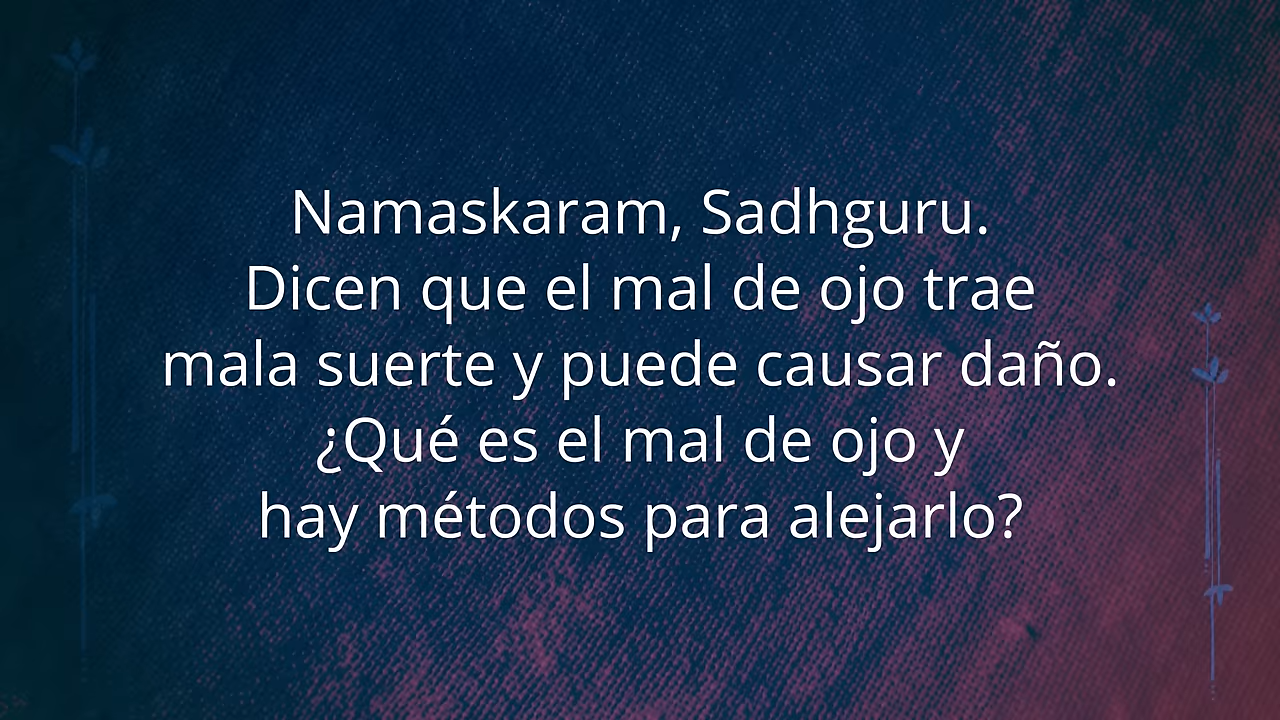 Namaskaram, Sadhguru.
Dicen que el mal de ojo trae
mala suerte y puede causar daño.
¿Qué es el mal de ojo y
hay métodos para alejarlo?